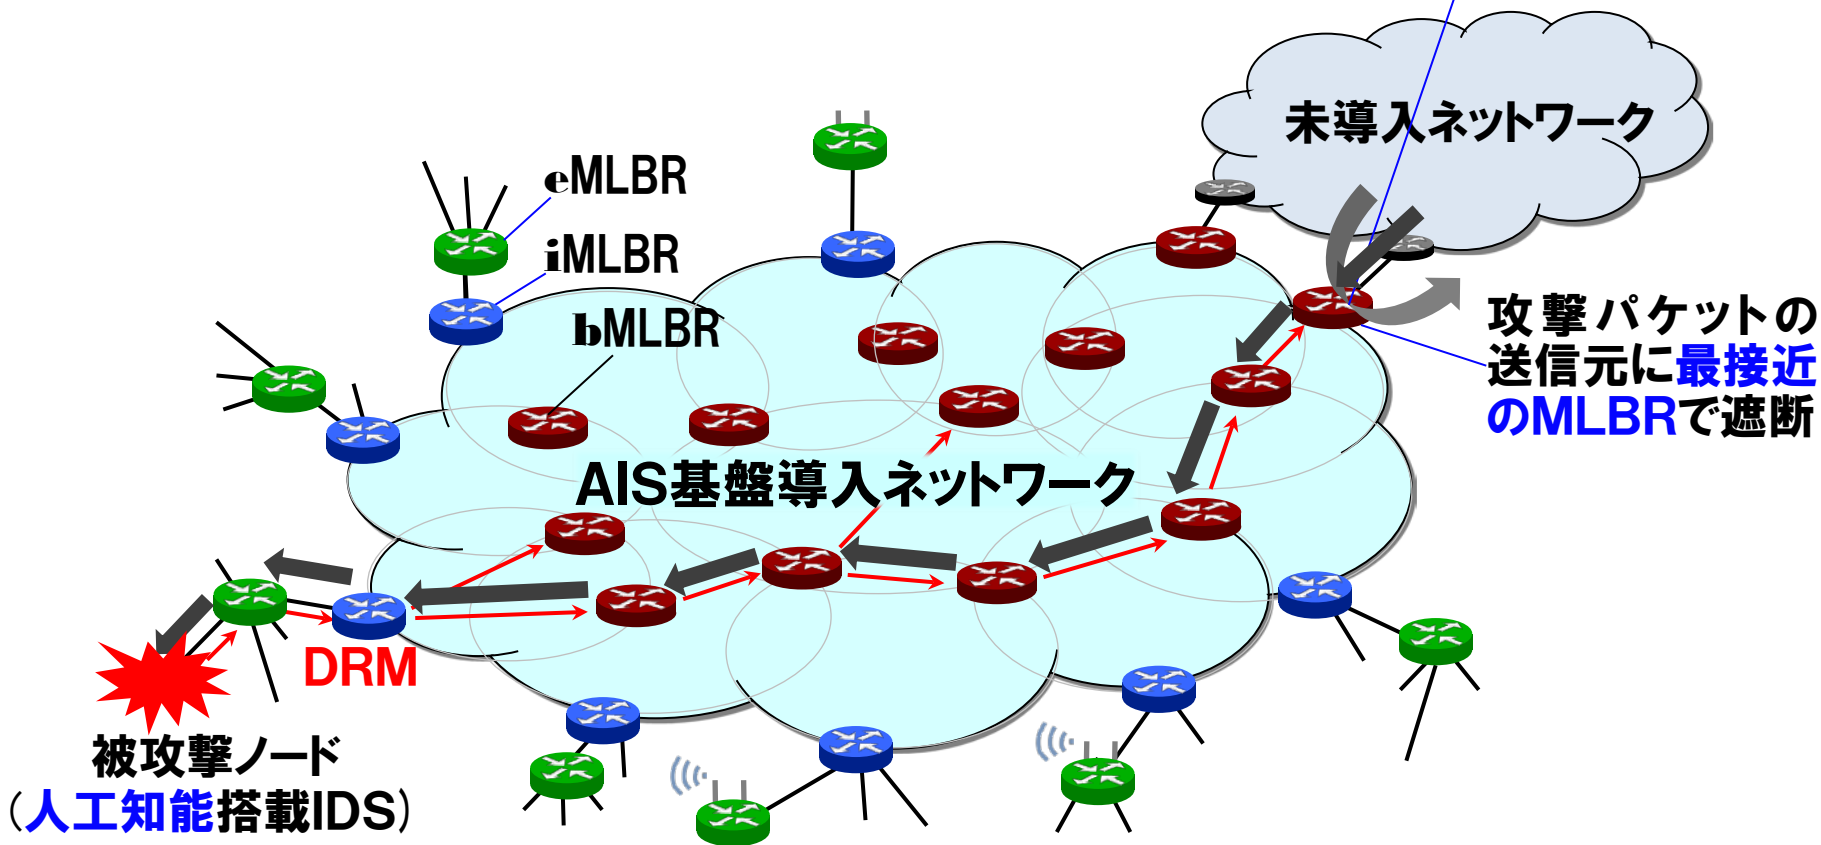 未導入ネットワーク
eMLBR
iMLBR
bMLBR
攻撃パケットの
送信元に最接近
のMLBRで遮断
AIS基盤導入ネットワーク
DRM
被攻撃ノード
(人工知能搭載IDS)